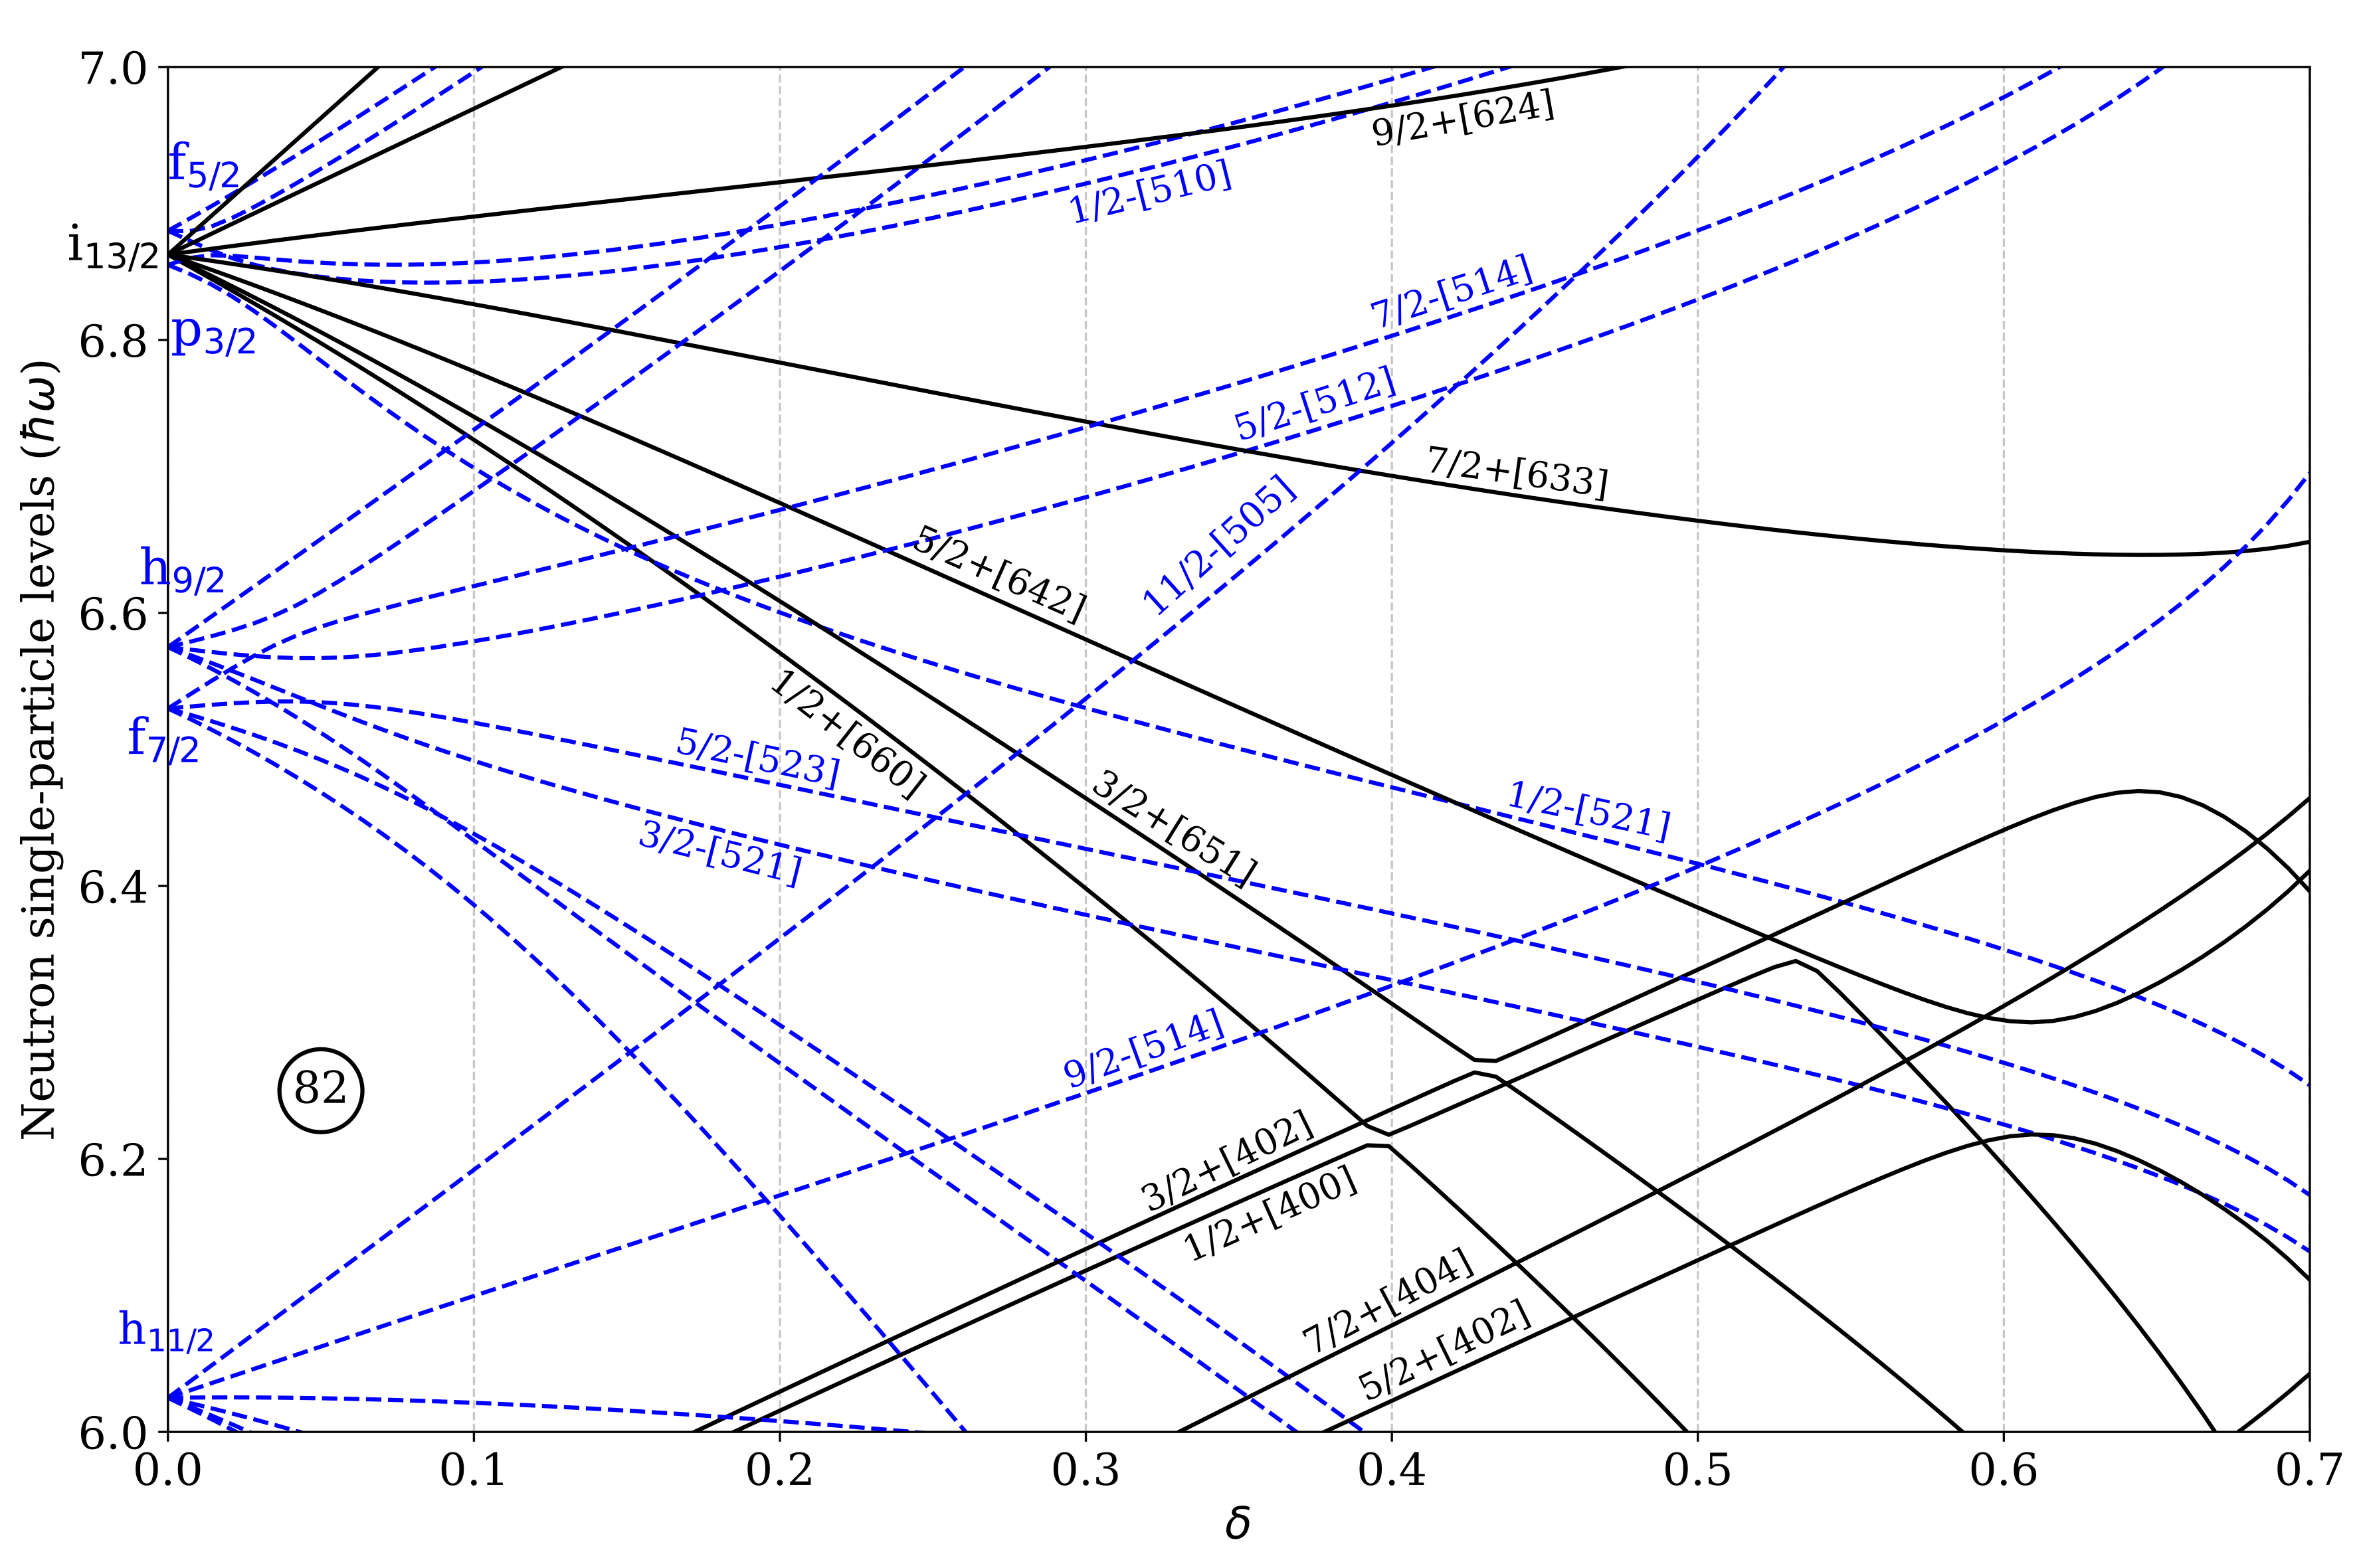 7.0
f5/2
9/2+[624]
1/2-[510]
i13/2
7/2-[514]
p3/2
6.8
5/2-[512]
7/2+[633]
11/2-[505]
5/2+[642]
h9/2
6.6
1/2+[660]
f7/2
5/2-[523]
3/2+[651]
1/2-[521]
3/2-[521]
6.4
9/2-[514]
82
3/2+[402]
6.2
1/2+[400]
7/2+[404]
5/2+[402]
h11/2
6.0
0.0 0.1 0.2 0.3 0.4 0.5 0.6 0.7
δ
Neutron single-particle levels (ℏω)